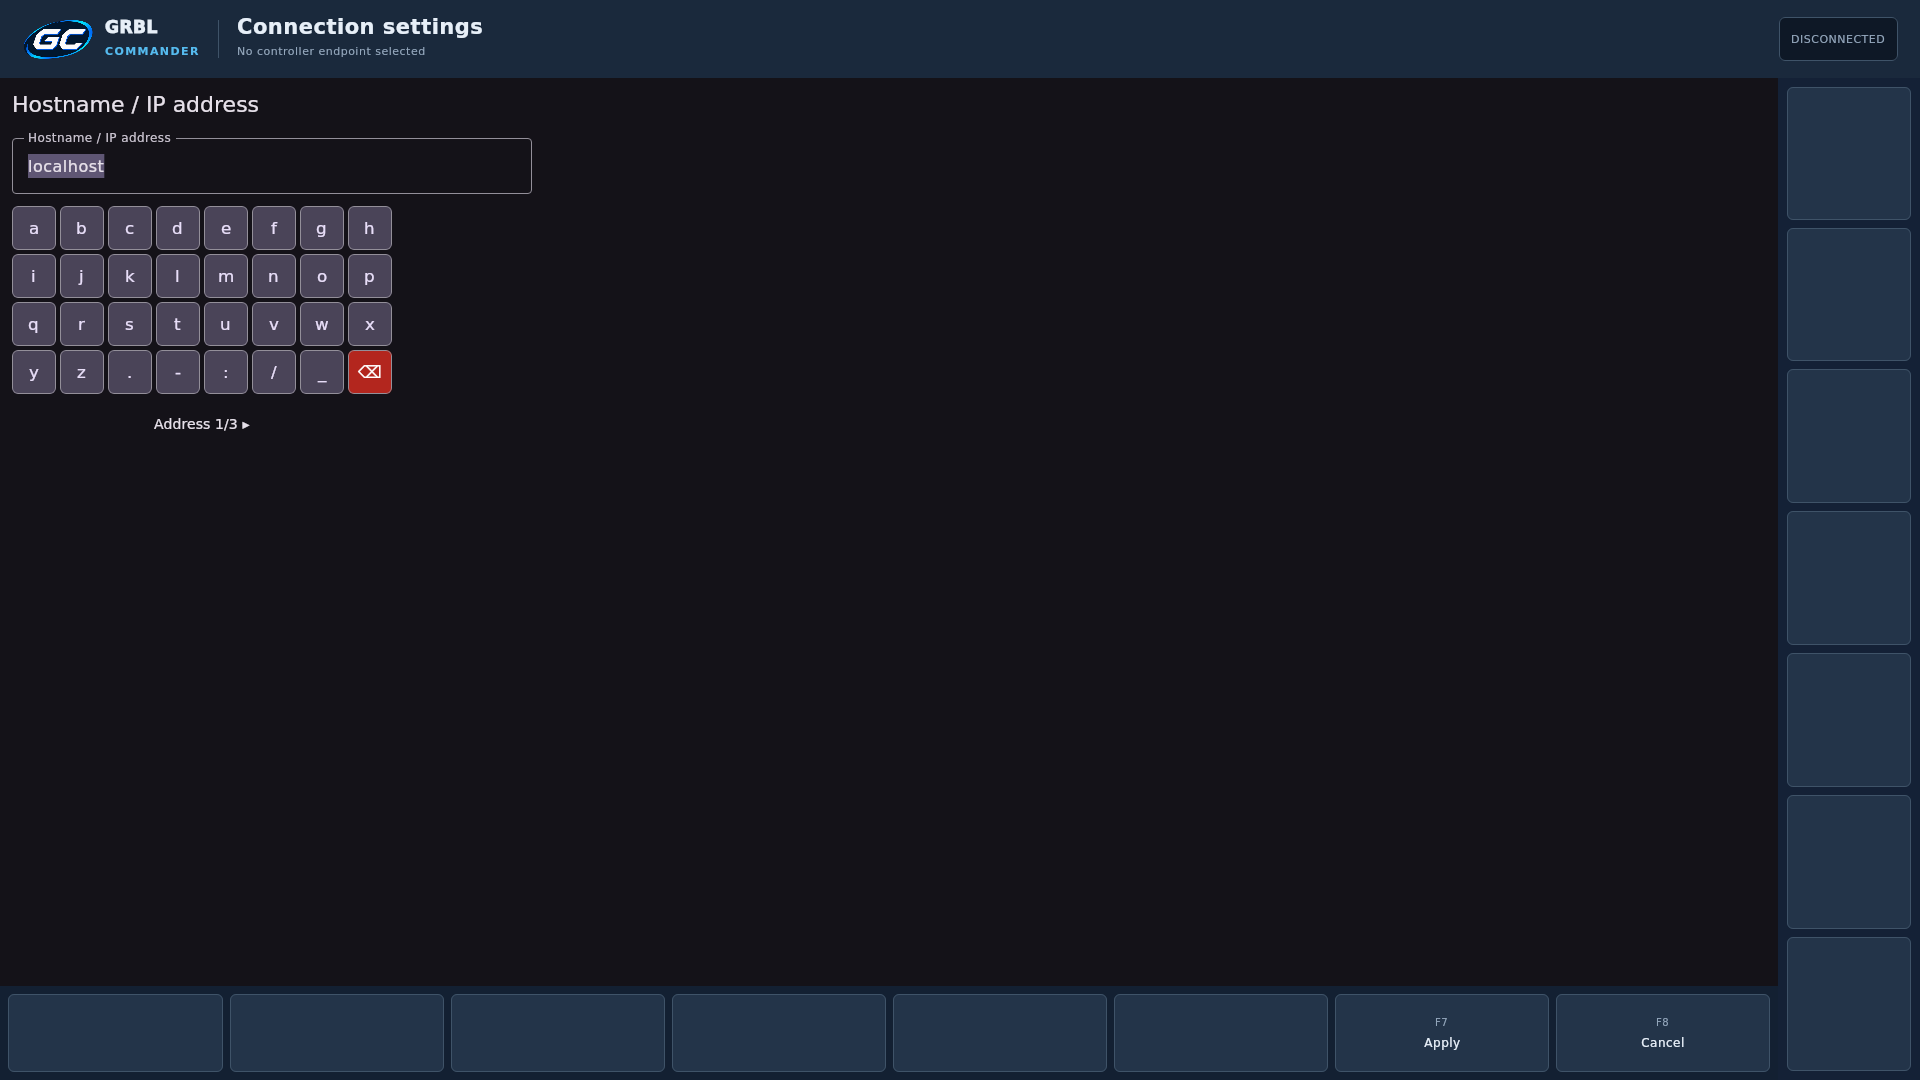 GC
GRBL
COMMANDER
Connection settings
No controller endpoint selected
DISCONNECTED
Hostname / IP address
Hostname / IP address
localhost
a b c d e f g h
i j k l m n o p
q r s t u v w x
y z . - : / _ ⌫
Address 1/3 ▸
F7
Apply
F8
Cancel